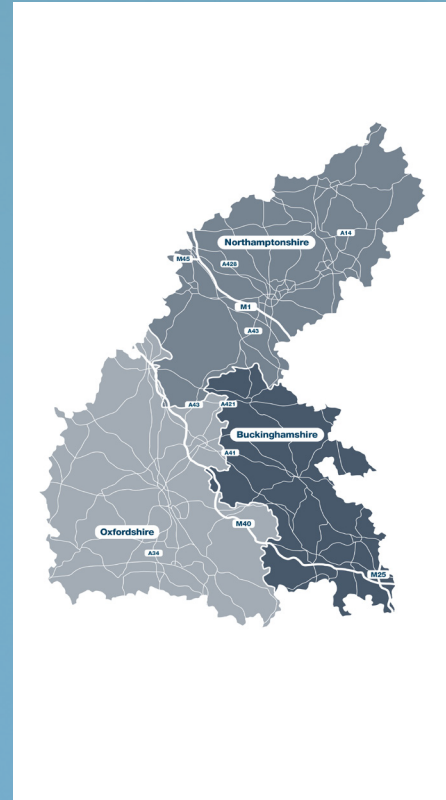 A14
Northamptonshire
M45
A428
M1
A43
A43
A421
Buckinghamshire
A41
M40
Oxfordshire
A34
M25